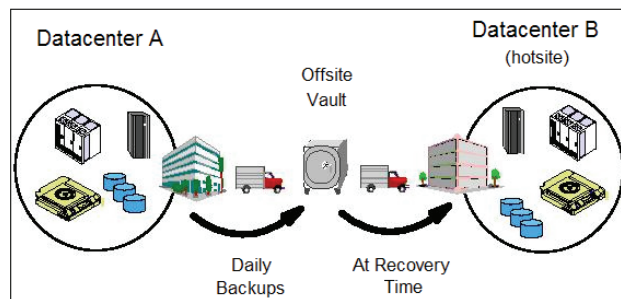 Datacenter A
Datacenter B
(hotsite)
Offsite
Vault
Daily
Backups
At Recovery
Time